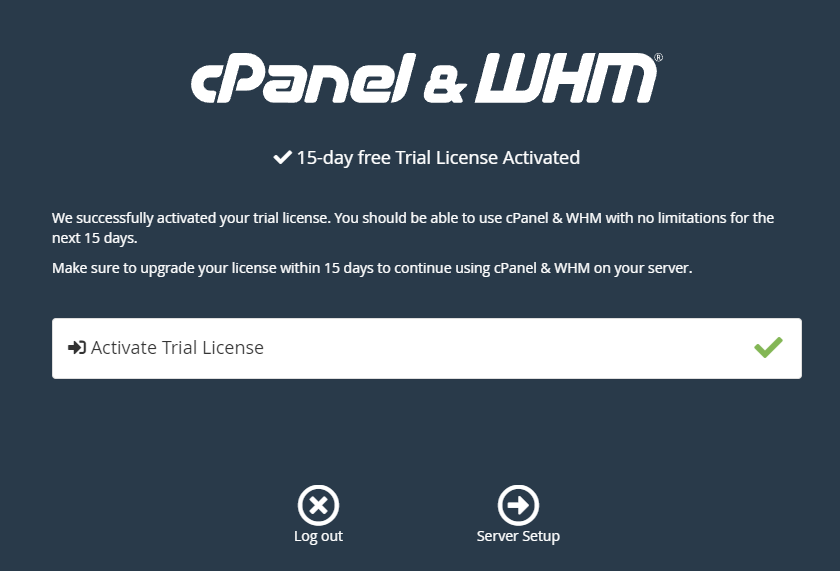 cPanel & WHM®
15-day free Trial License Activated
We successfully activated your trial license. You should be able to use cPanel & WHM with no limitations for the
next 15 days.
Make sure to upgrade your license within 15 days to continue using cPanel & WHM on your server.
Activate Trial License
Log out
Server Setup